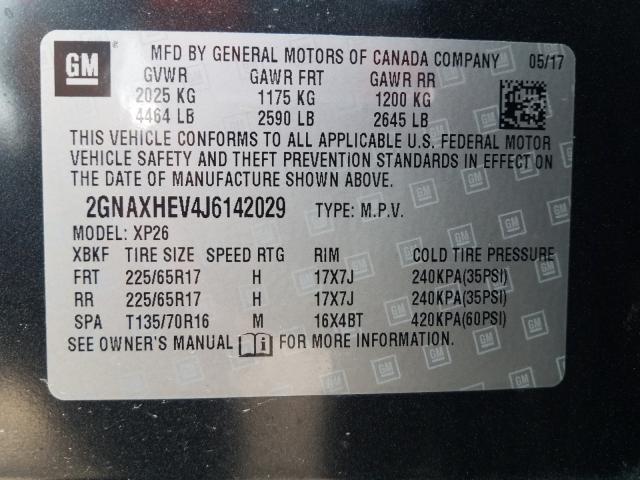 GM
MFD BY GENERAL MOTORS OF CANADA COMPANY 05/17
GVWR GAWR FRT GAWR RR
2025 KG 1175 KG 1200 KG
4464 LB 2590 LB 2645 LB
THIS VEHICLE CONFORMS TO ALL APPLICABLE U.S. FEDERAL MOTOR
VEHICLE SAFETY AND THEFT PREVENTION STANDARDS IN EFFECT ON
THE DATE OF MANUFACTURE SHOWN ABOVE.
2GNAXHEV4J6142029 TYPE: M.P.V.
MODEL: XP26
XBKF TIRE SIZE SPEED RTG RIM COLD TIRE PRESSURE
FRT 225/65R17 H 17X7J 240KPA(35PSI)
RR 225/65R17 H 17X7J 240KPA(35PSI)
SPA T135/70R16 M 16X4BT 420KPA(60PSI)
SEE OWNER'S MANUAL FOR MORE INFORMATION.